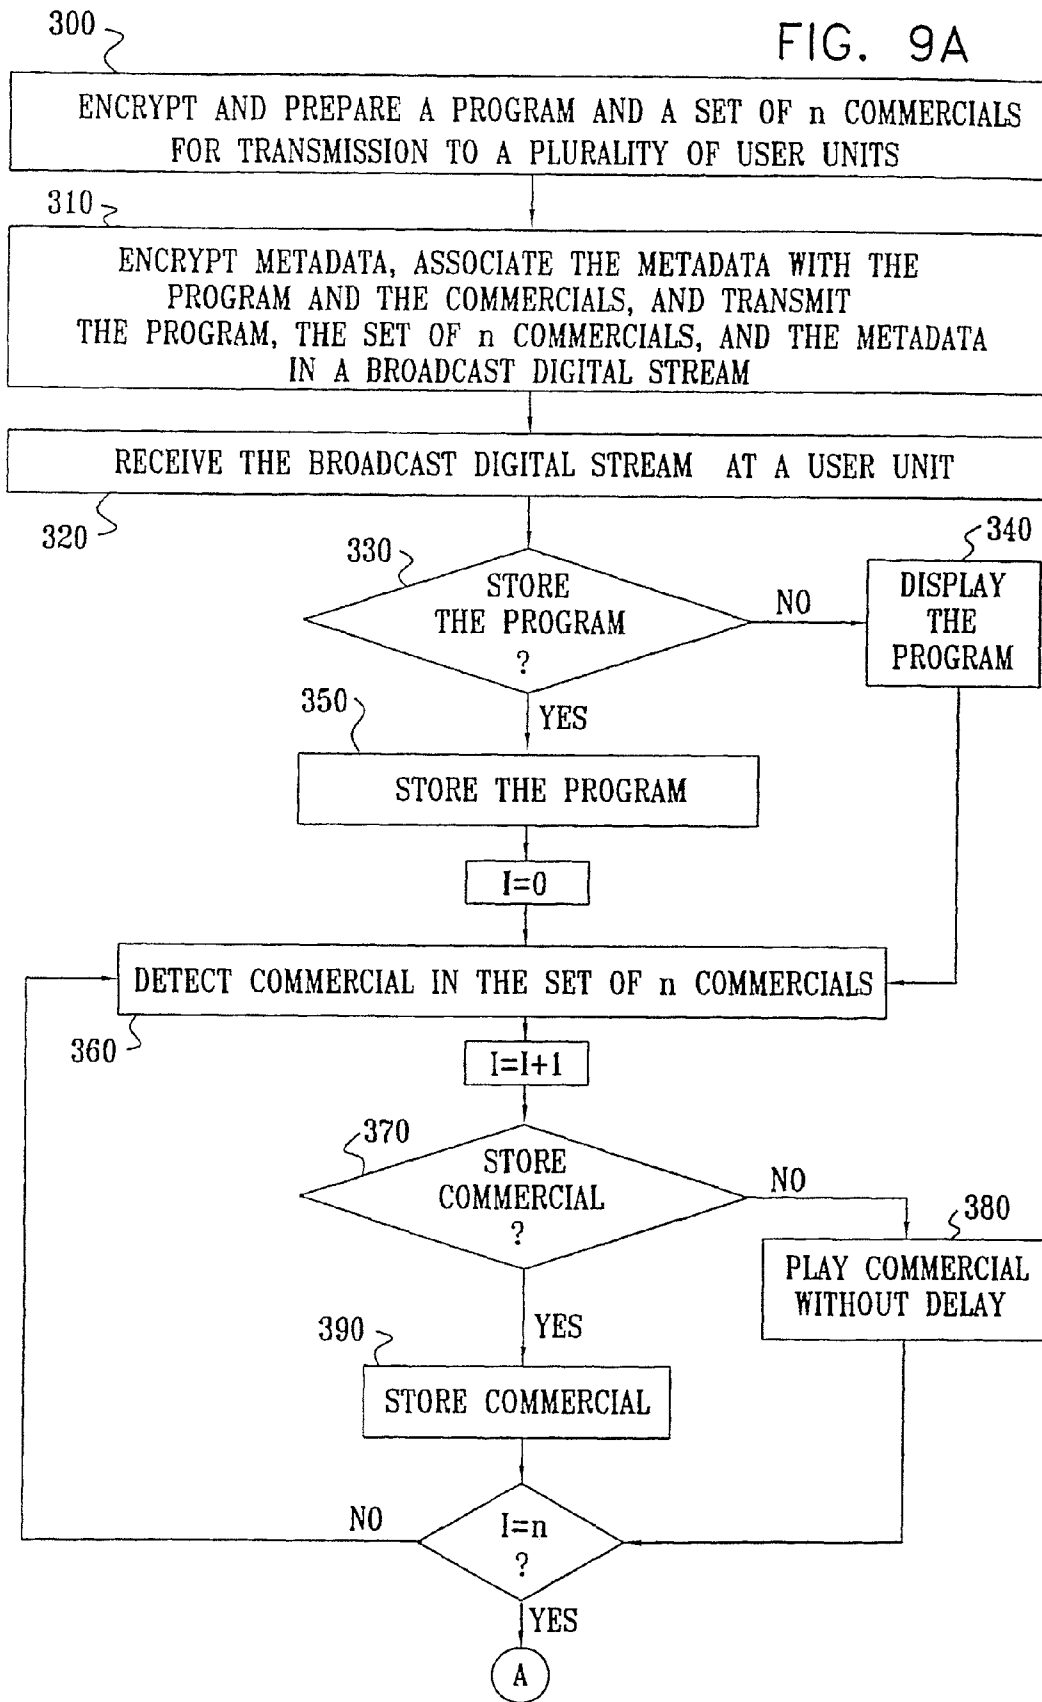 300
FIG. 9A
ENCRYPT AND PREPARE A PROGRAM AND A SET OF n COMMERCIALS
FOR TRANSMISSION TO A PLURALITY OF USER UNITS
310
ENCRYPT METADATA, ASSOCIATE THE METADATA WITH THE
PROGRAM AND THE COMMERCIALS, AND TRANSMIT
THE PROGRAM, THE SET OF n COMMERCIALS, AND THE METADATA
IN A BROADCAST DIGITAL STREAM
RECEIVE THE BROADCAST DIGITAL STREAM AT A USER UNIT
320
330
STORE
THE PROGRAM
?
NO
340
DISPLAY
THE
PROGRAM
YES
350
STORE THE PROGRAM
I=0
DETECT COMMERCIAL IN THE SET OF n COMMERCIALS
360
I=I+1
370
STORE
COMMERCIAL
?
NO
380
PLAY COMMERCIAL
WITHOUT DELAY
YES
390
STORE COMMERCIAL
NO
I=n
?
YES
A